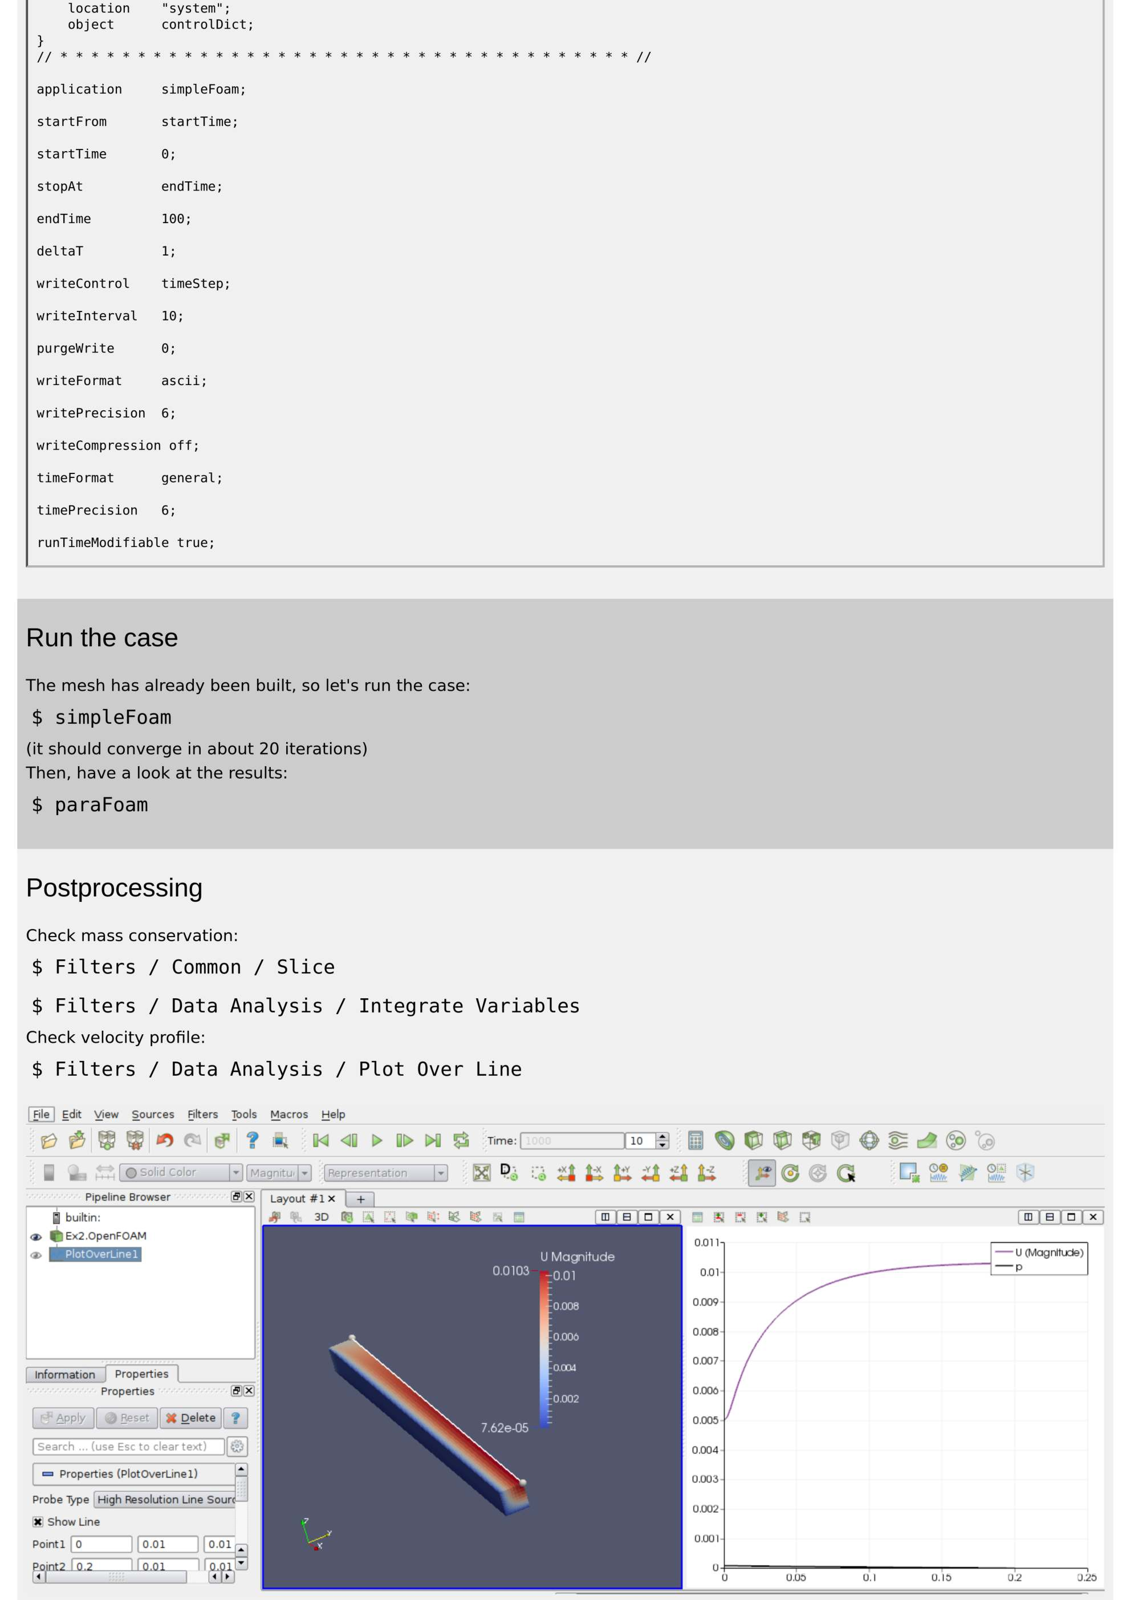 location    "system";
object      controlDict;
}
// * * * * * * * * * * * * * * * * * * * * * * * * * * * * * * * * * * * * * //
application     simpleFoam;
startFrom       startTime;
startTime       0;
stopAt          endTime;
endTime         100;
deltaT          1;
writeControl    timeStep;
writeInterval   10;
purgeWrite      0;
writeFormat     ascii;
writePrecision  6;
writeCompression off;
timeFormat      general;
timePrecision   6;
runTimeModifiable true;
Run the case
The mesh has already been built, so let's run the case:
$ simpleFoam
(it should converge in about 20 iterations)
Then, have a look at the results:
$ paraFoam
Postprocessing
Check mass conservation:
$ Filters / Common / Slice
$ Filters / Data Analysis / Integrate Variables
Check velocity profile:
$ Filters / Data Analysis / Plot Over Line
File Edit View Sources Filters Tools Macros Help
Time: 1000 10
Solid Color Magnitu Representation
Pipeline Browser
Layout #1 × +
builtin:
3D
Ex2.OpenFOAM
PlotOverLine1
U Magnitude
0.0103
0.01
0.008
0.006
0.004
0.002
7.62e-05
Z
Y
X
U (Magnitude)
p
0.011
0.01
0.009
0.008
0.007
0.006
0.005
0.004
0.003
0.002
0.001
0
0 0.05 0.1 0.15 0.2 0.25
Information Properties
Properties
Apply Reset Delete ?
Search ... (use Esc to clear text)
Properties (PlotOverLine1)
Probe Type High Resolution Line Sourc
Show Line
Point1 0 0.01 0.01
Point2 0.2 0.01 0.01